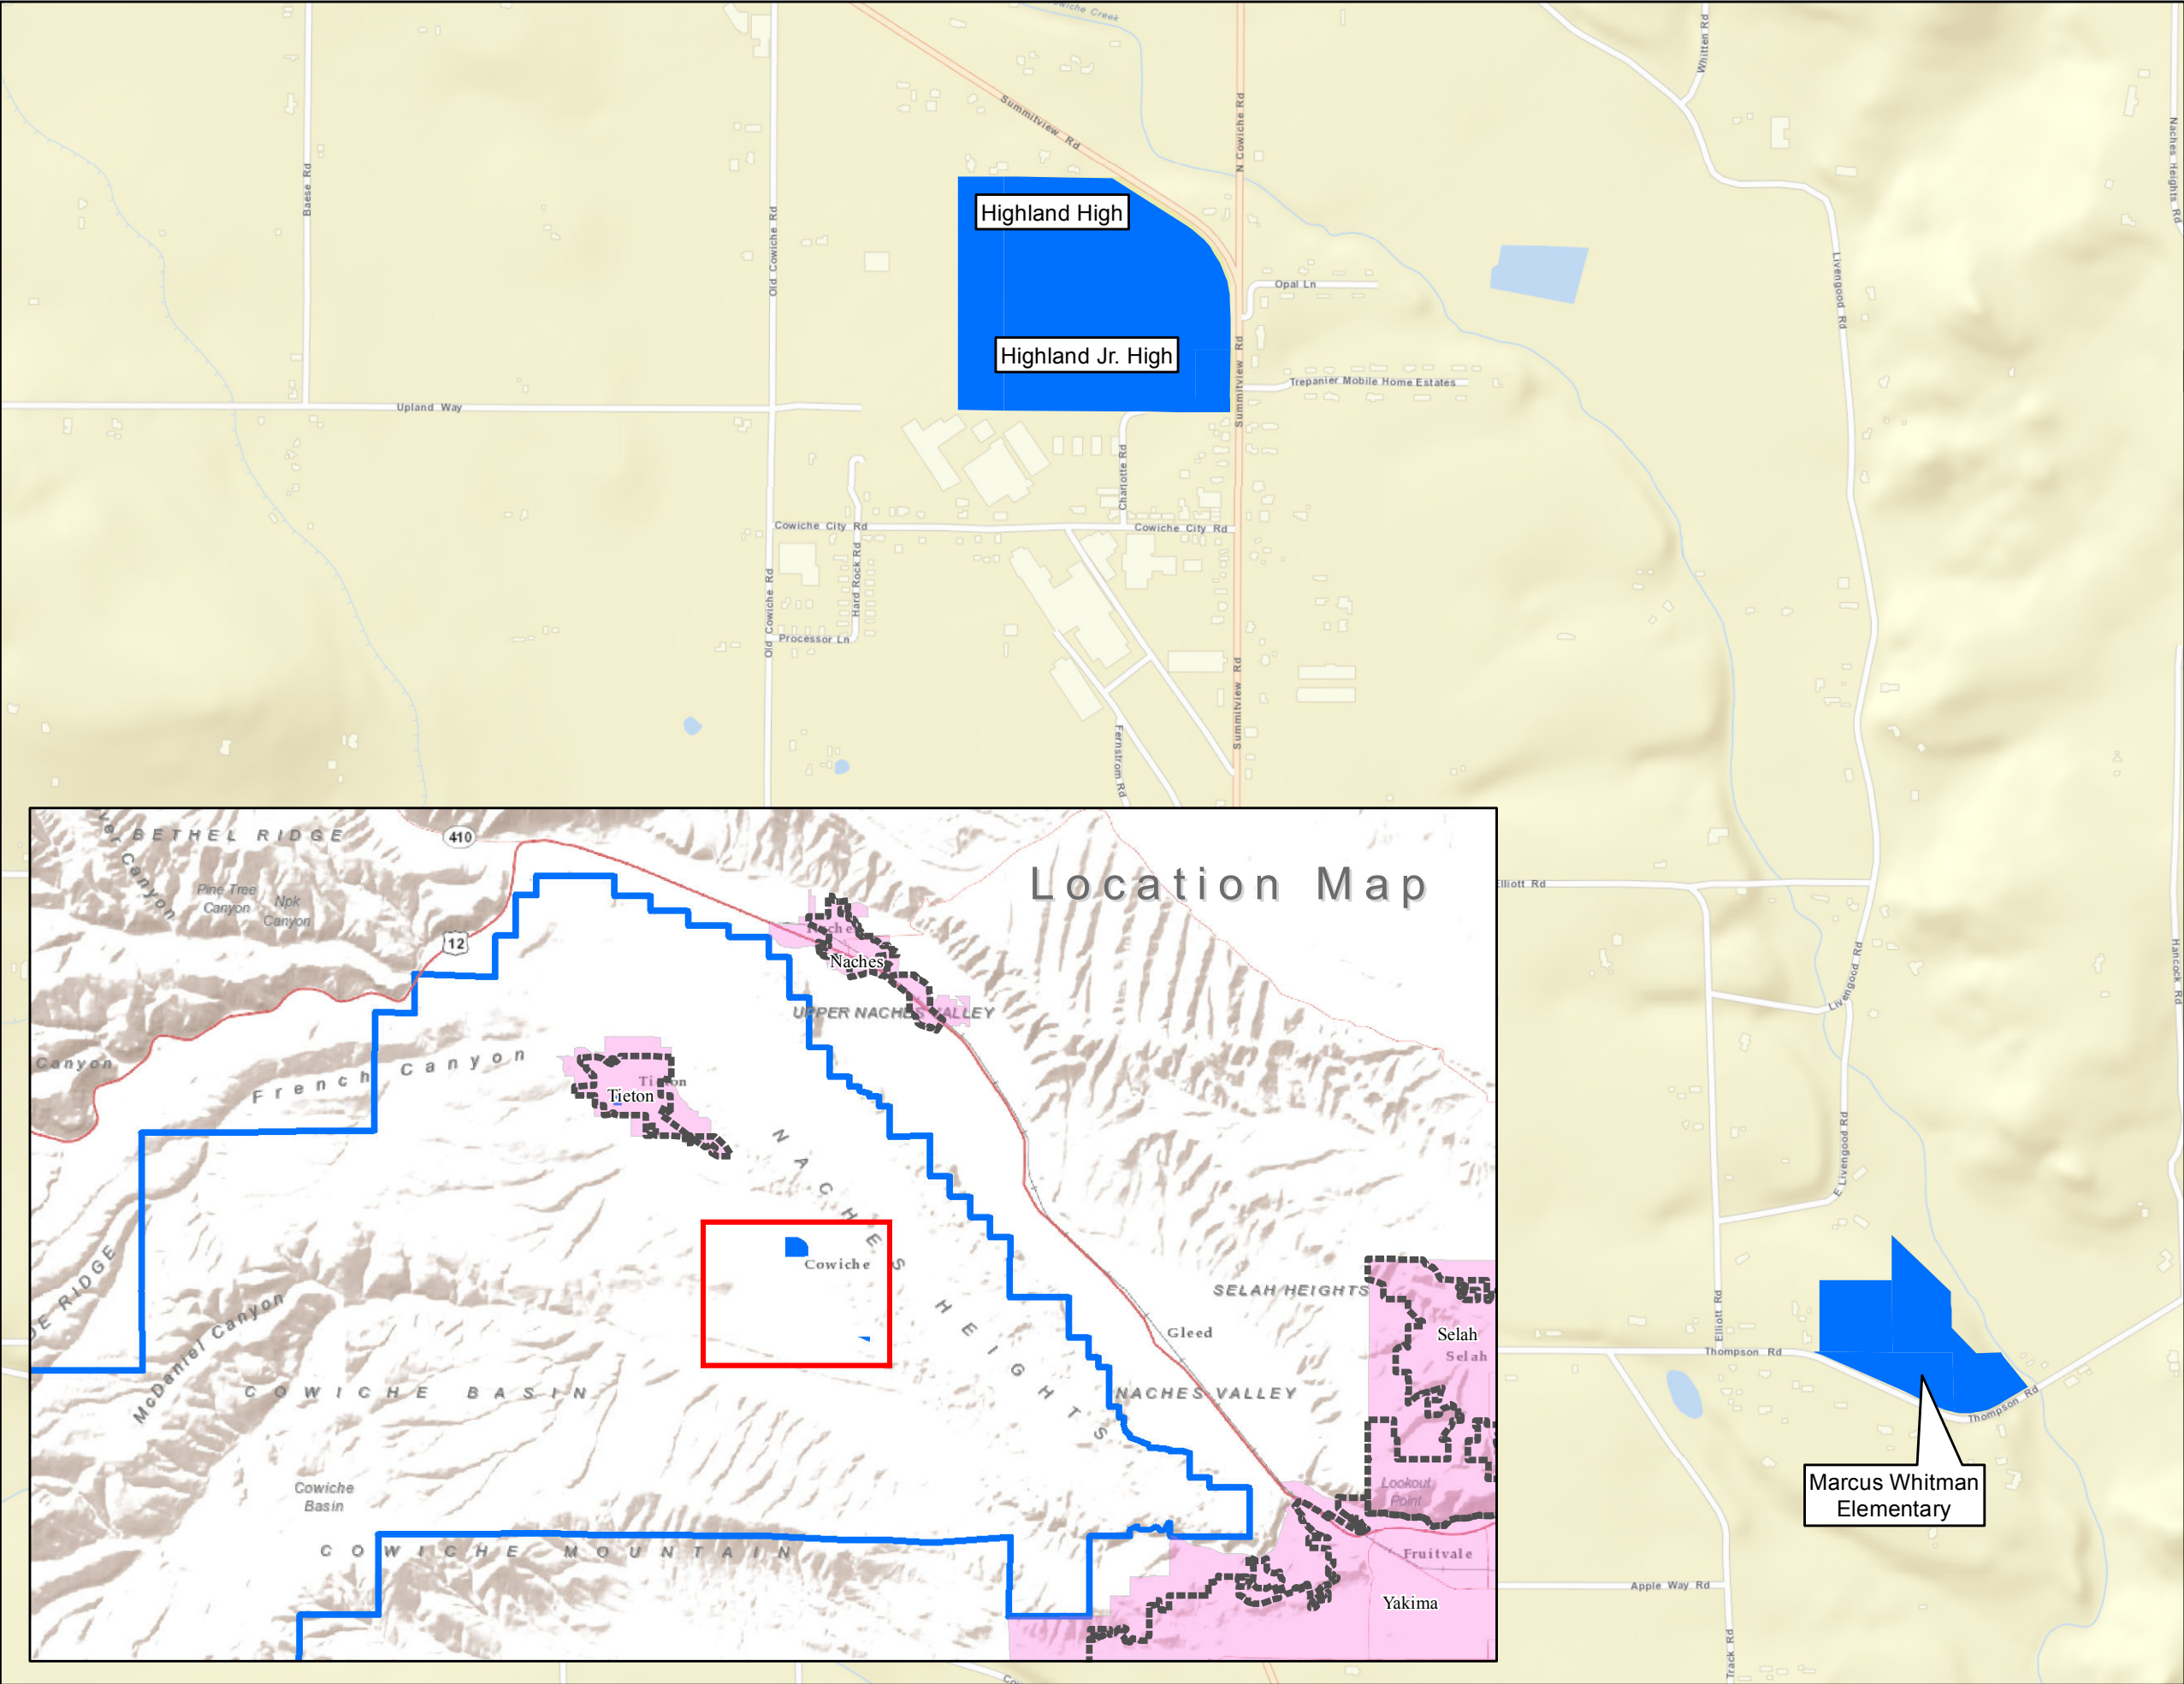 Cowiche Creek
Whitten Rd
Summitview Rd
N Cowiche Rd
Naches Heights Rd
Baese Rd
Old Cowiche Rd
Highland High
Livengood Rd
Opal Ln
Highland Jr. High
Summitview Rd
Trepanier Mobile Home Estates
Upland Way
Charlotte Rd
Cowiche City Rd
Cowiche City Rd
Hard Rock Rd
Old Cowiche Rd
Processor Ln
Summitview Rd
Fernstrom Rd
Elliott Rd
Livengood Rd
Hancock Rd
E Livengood Rd
Elliott Rd
Thompson Rd
Thompson Rd
Marcus Whitman
Elementary
Apple Way Rd
Track Rd
Location Map
BETHEL RIDGE
410
Pine Tree
Canyon
Npk
Canyon
12
Naches
UPPER NACHES VALLEY
Canyon
French Canyon
Tieton
Tieton
NACHES HEIGHTS
Cowiche
SELAH HEIGHTS
Gleed
Selah
Selah
McDaniel Canyon
COWICHE BASIN
NACHES VALLEY
Cowiche
Basin
Lookout
Point
COWICHE MOUNTAIN
Fruitvale
Yakima